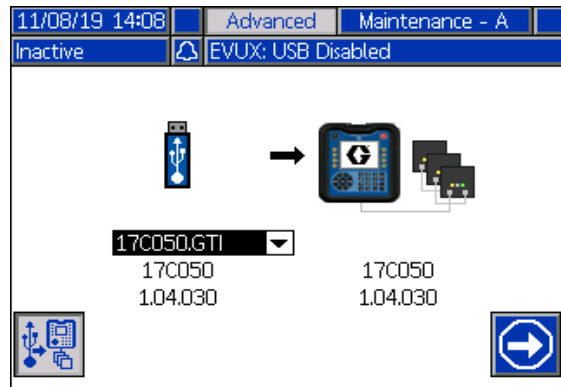 11/08/19 14:08 Advanced Maintenance - A
Inactive EVUX: USB Disabled
17C050.GTI
17C050 17C050
1.04.030 1.04.030